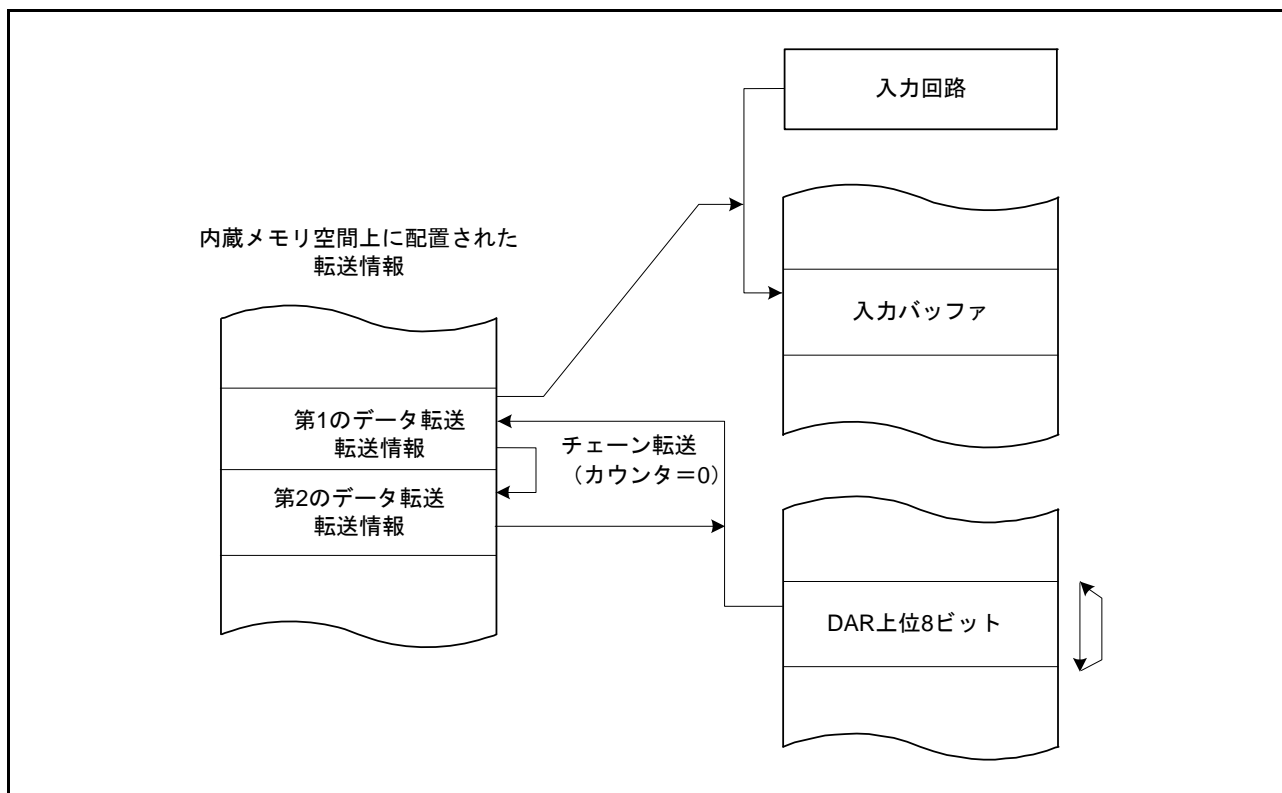 入力回路
内蔵メモリ空間上に配置された
転送情報
入力バッファ
第1のデータ転送
転送情報
チェーン転送
（カウンタ＝0）
第2のデータ転送
転送情報
DAR上位8ビット